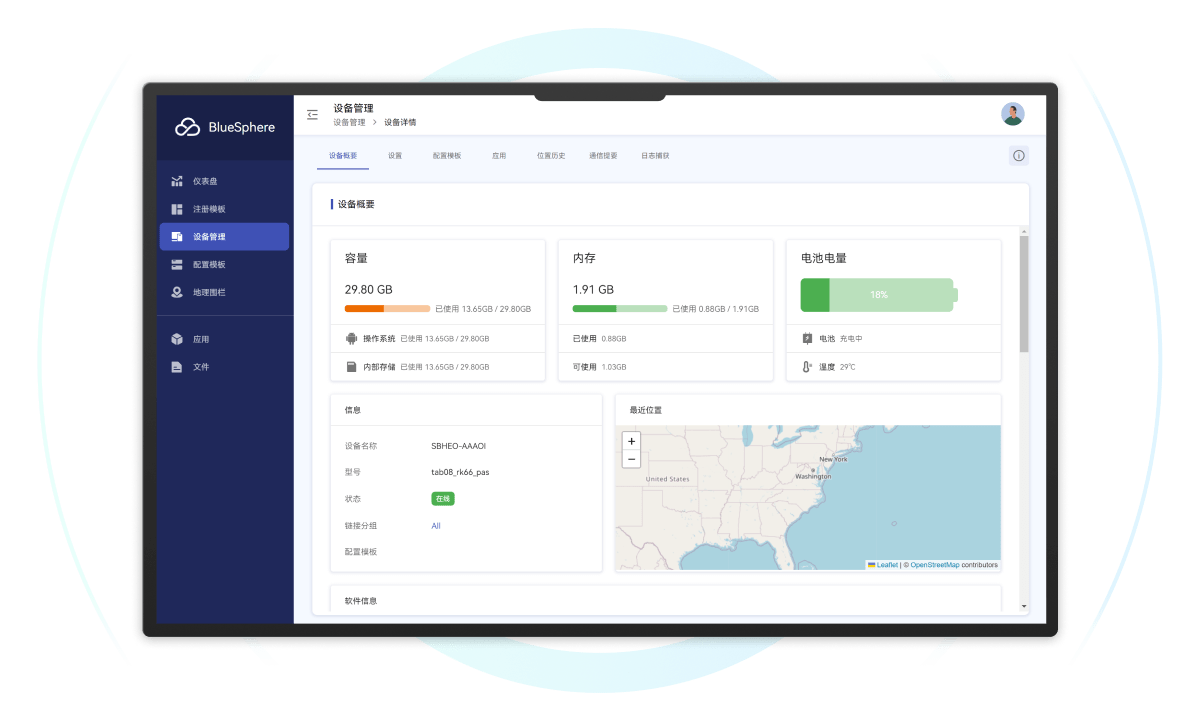 BlueSphere
仪表盘
注册模板
设备管理
配置模板
地理围栏
应用
文件
设备管理
设备管理 > 设备详情
设备概要 设置 配置模板 应用 位置历史 通信提要 日志捕获
设备概要
容量
29.80 GB
已使用 13.65GB / 29.80GB
操作系统 已使用 13.65GB / 29.80GB
内部存储 已使用 13.65GB / 29.80GB
内存
1.91 GB
已使用 0.88GB / 1.91GB
已使用 0.88GB
可使用 1.03GB
电池电量
18%
电池 充电中
温度 29℃
信息
设备名称 SBHEO-AAAOI
型号 tab08_rk66_pas
状态 在线
链接分组 All
配置模板
最近位置
+
−
New York
Washington
United States
Leaflet | © OpenStreetMap contributors
软件信息